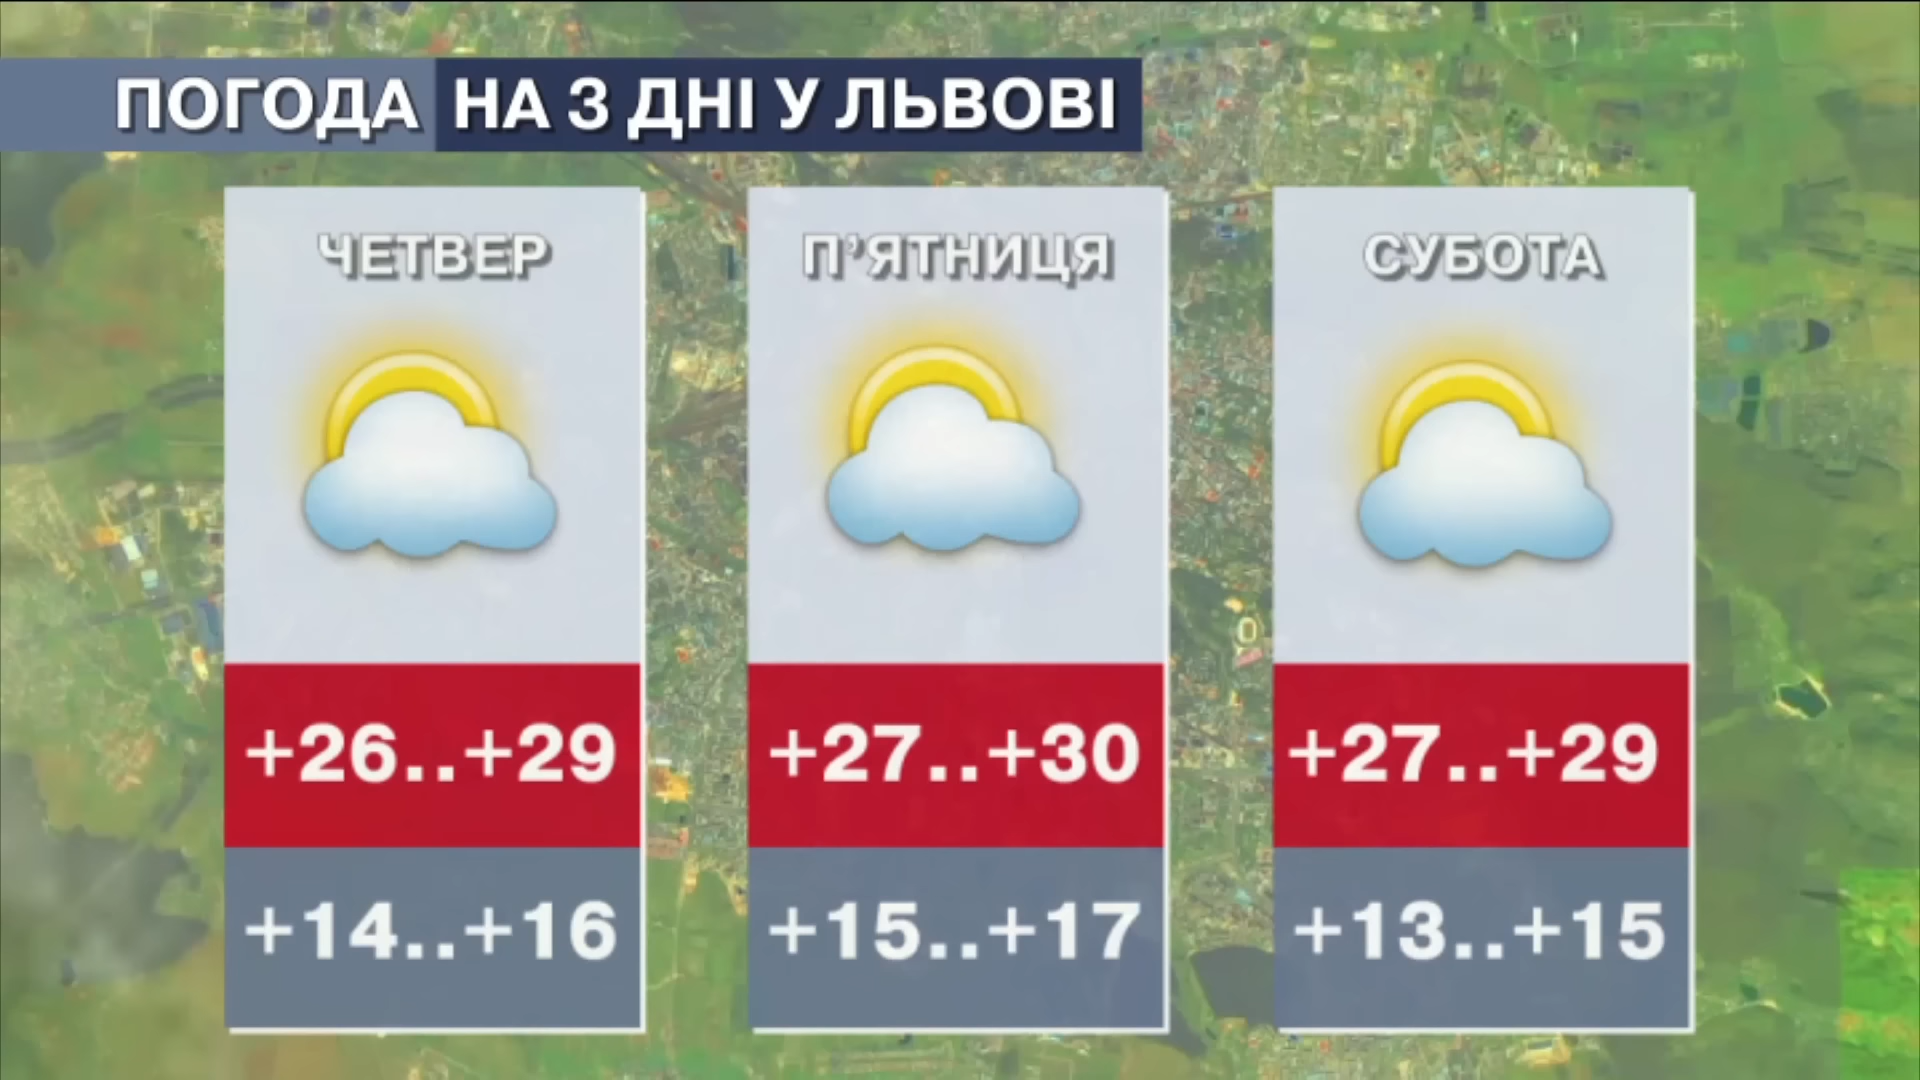 ПОГОДА НА 3 ДНІ У ЛЬВОВІ
ЧЕТВЕР
+26..+29
+14..+16
П’ЯТНИЦЯ
+27..+30
+15..+17
СУБОТА
+27..+29
+13..+15